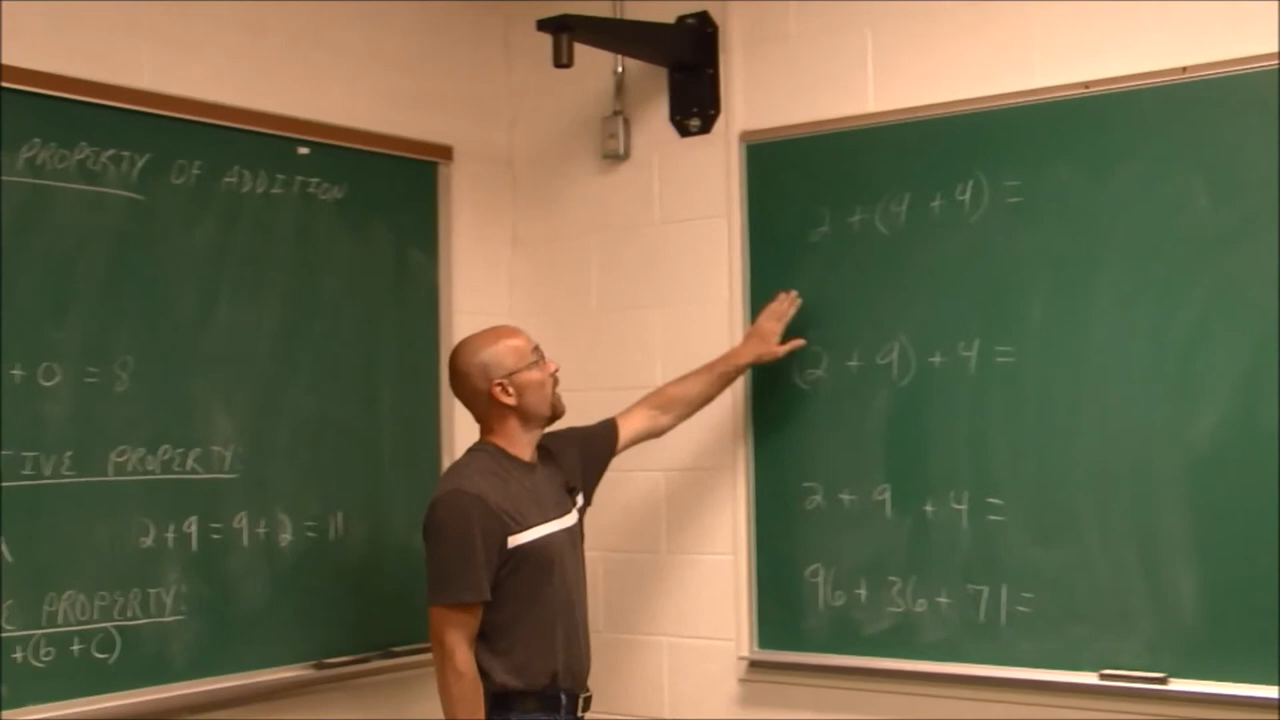 PROPERTY OF ADDITION
+ 0 = 8
TIVE PROPERTY:
2+9=9+2=11
C PROPERTY:
+(b + c)
2 +(9 + 4) =
(2 + 9) + 4 =
2 + 9 + 4 =
96 + 36 + 71 =